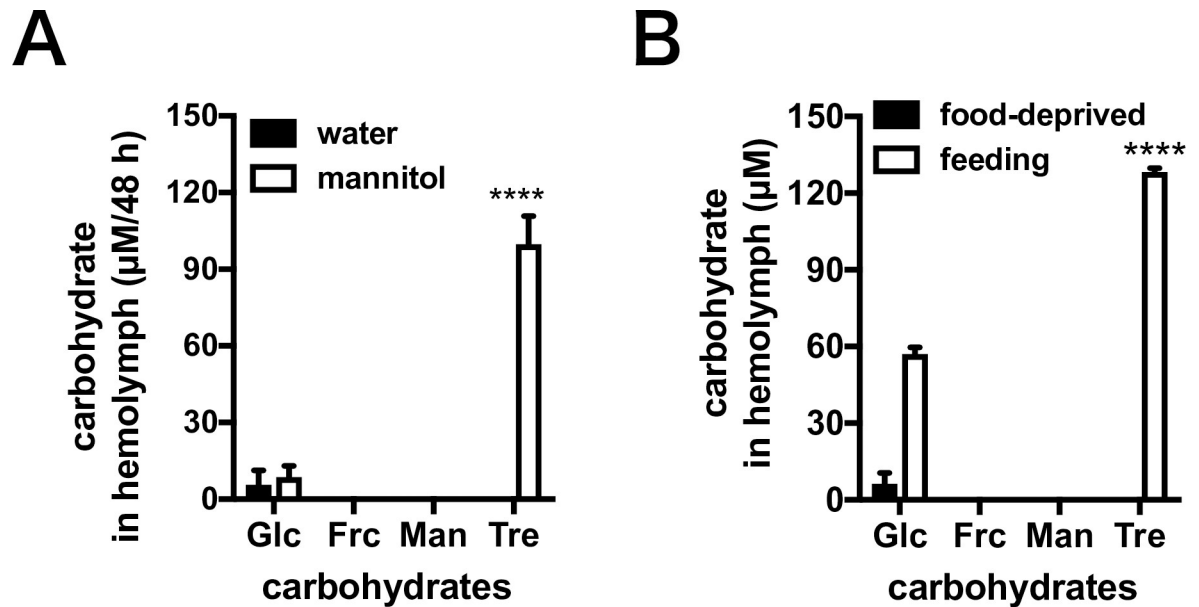 A
carbohydrate
in hemolymph (µM/48 h)
150
120
90
60
30
0
water
mannitol
****
Glc Frc Man Tre
carbohydrates
B
carbohydrate
in hemolymph (µM)
150
120
90
60
30
0
food-deprived
feeding
****
Glc Frc Man Tre
carbohydrates